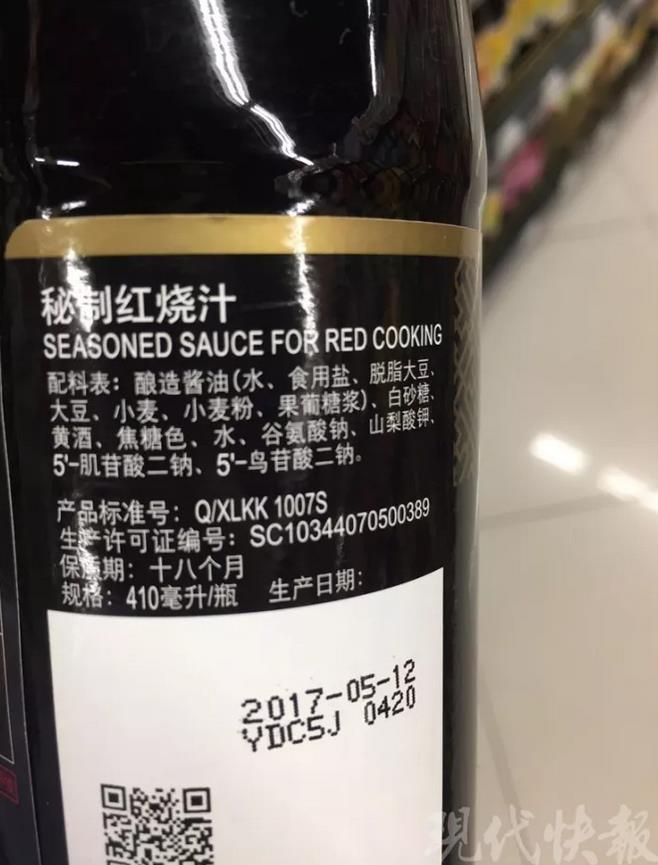 秘制红烧汁
SEASONED SAUCE FOR RED COOKING
配料表：酿造酱油(水、食用盐、脱脂大豆、
大豆、小麦、小麦粉、果葡糖浆)、白砂糖、
黄酒、焦糖色、水、谷氨酸钠、山梨酸钾、
5'-肌苷酸二钠、5'-鸟苷酸二钠。
产品标准号：Q/XLKK 1007S
生产许可证编号：SC10344070500389
保质期：十八个月
规格：410毫升/瓶 生产日期：
2017-05-12
YDC5J 0420
現代快報